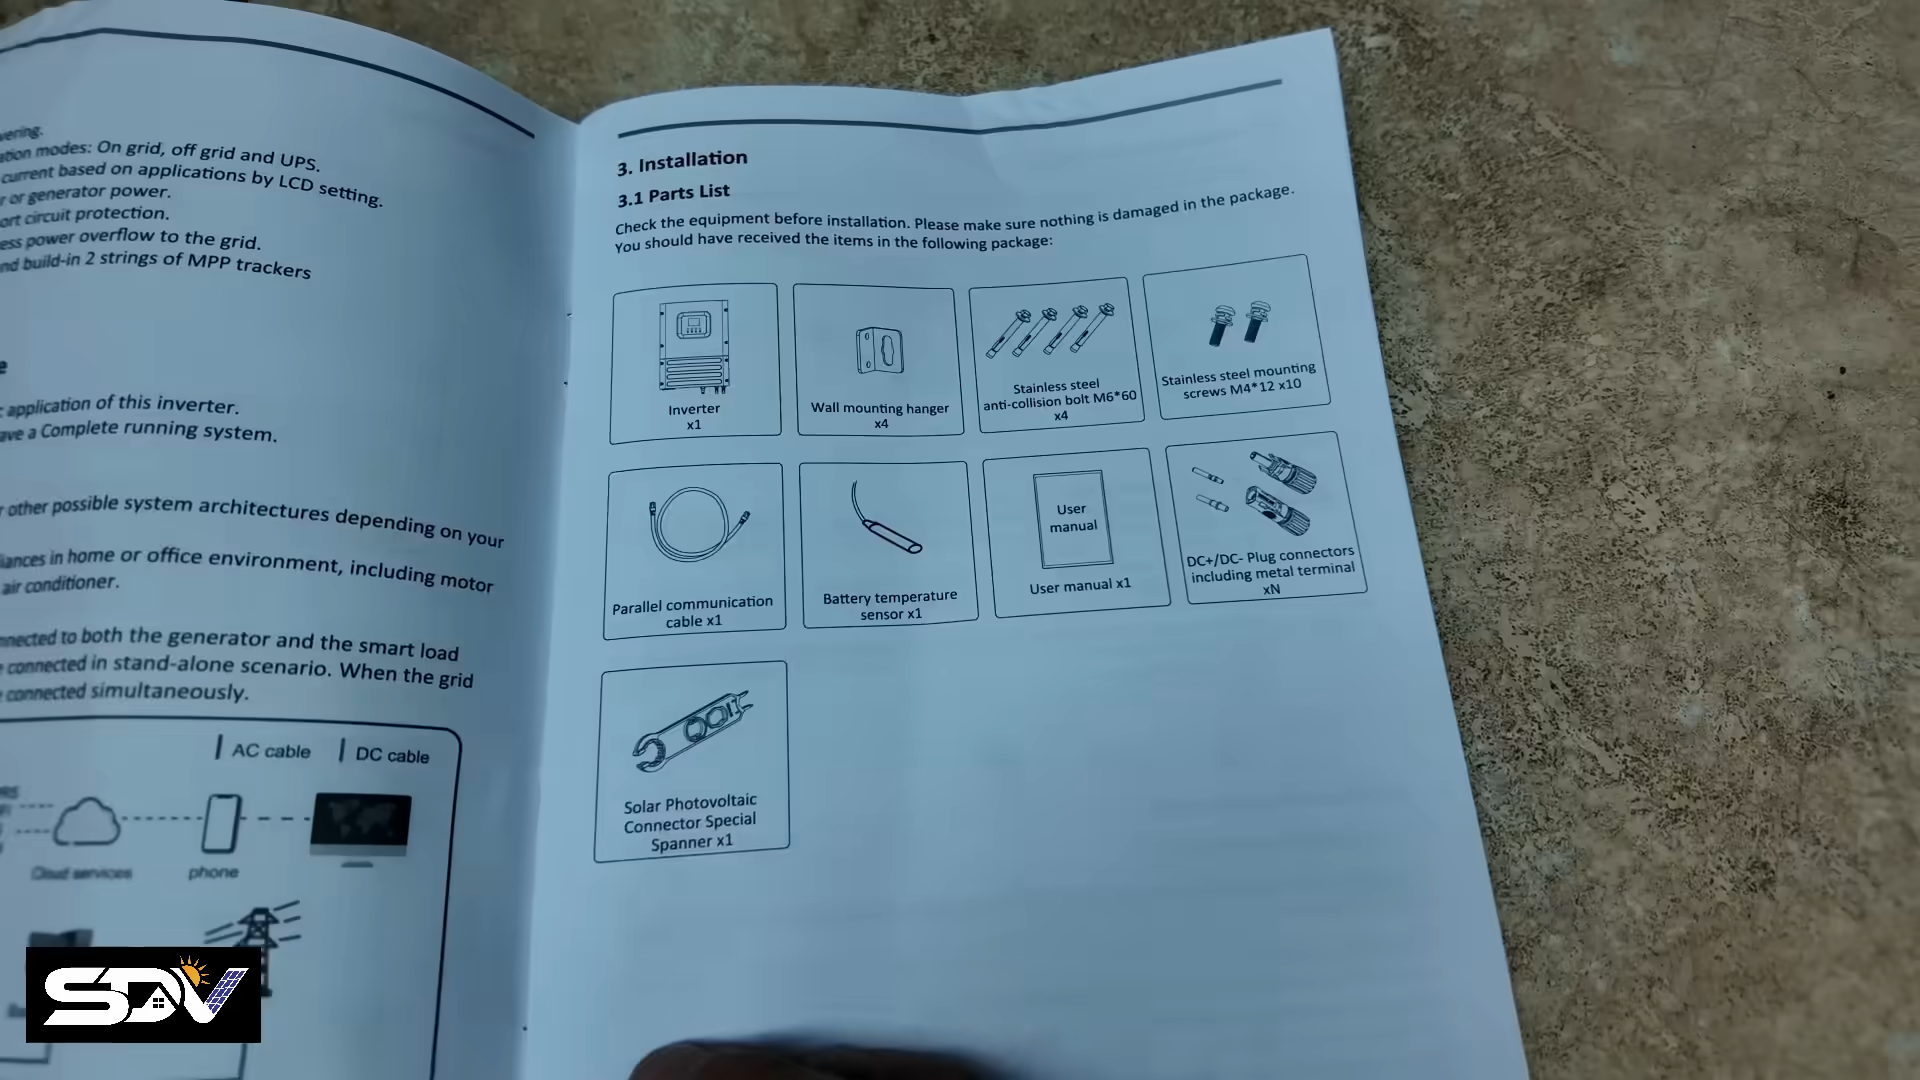 modes: On grid, off grid and UPS.
current based on applications by LCD setting.
or generator power.
circuit protection.
power overflow to the grid.
build-in 2 strings of MPP trackers
application of this inverter.
a Complete running system.
other possible system architectures depending on your
in home or office environment, including motor
air conditioner.
to both the generator and the smart load
connected in stand-alone scenario. When the grid
connected simultaneously.
AC cable
DC cable
Cloud services
phone
3. Installation
3.1 Parts List
Check the equipment before installation. Please make sure nothing is damaged in the package.
You should have received the items in the following package:
Inverter
x1
Wall mounting hanger
x4
Stainless steel
anti-collision bolt M6*60
x4
Stainless steel mounting
screws M4*12 x10
Parallel communication
cable x1
Battery temperature
sensor x1
User
manual
User manual x1
DC+/DC- Plug connectors
including metal terminal
xN
Solar Photovoltaic
Connector Special
Spanner x1
SDV